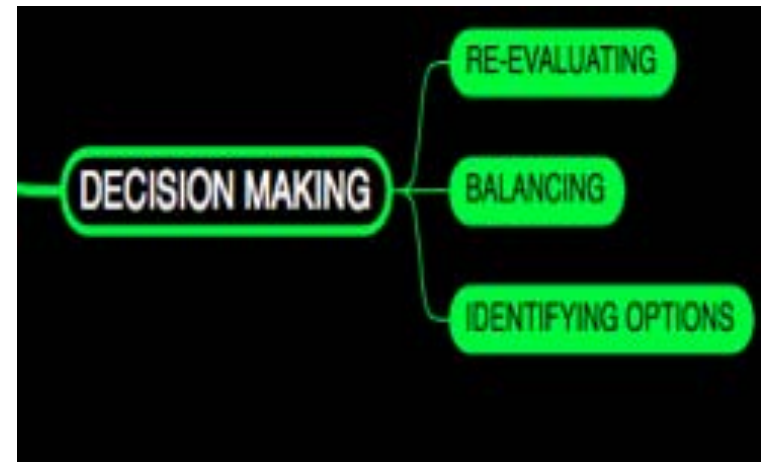 DECISION MAKING
RE-EVALUATING
BALANCING
IDENTIFYING OPTIONS